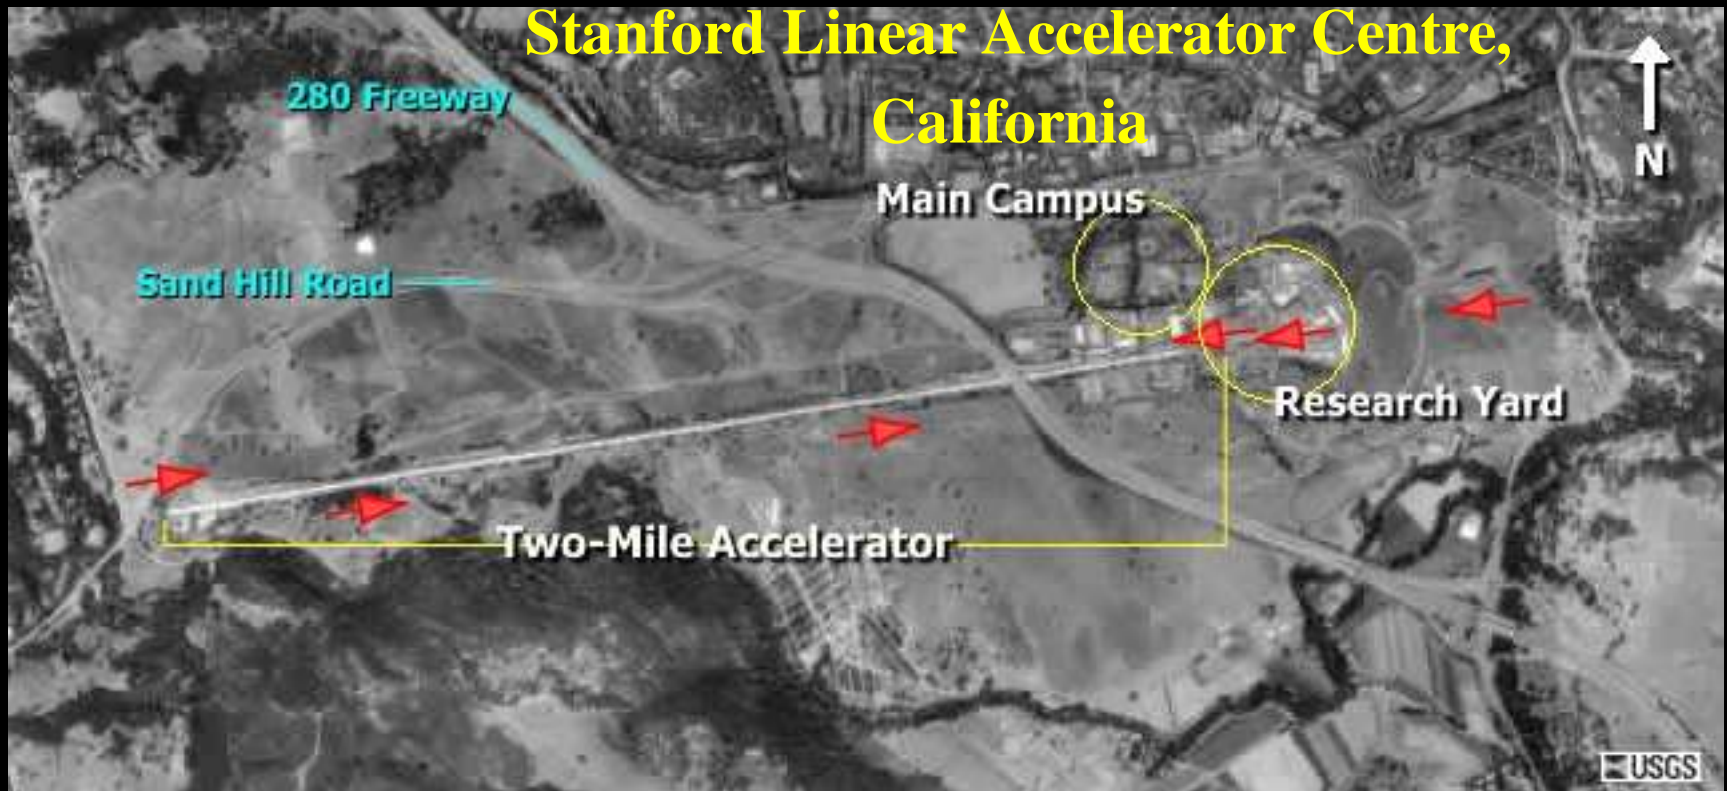 Stanford Linear Accelerator Centre,
California
280 Freeway
N
Main Campus
Sand Hill Road
Research Yard
Two-Mile Accelerator
USGS